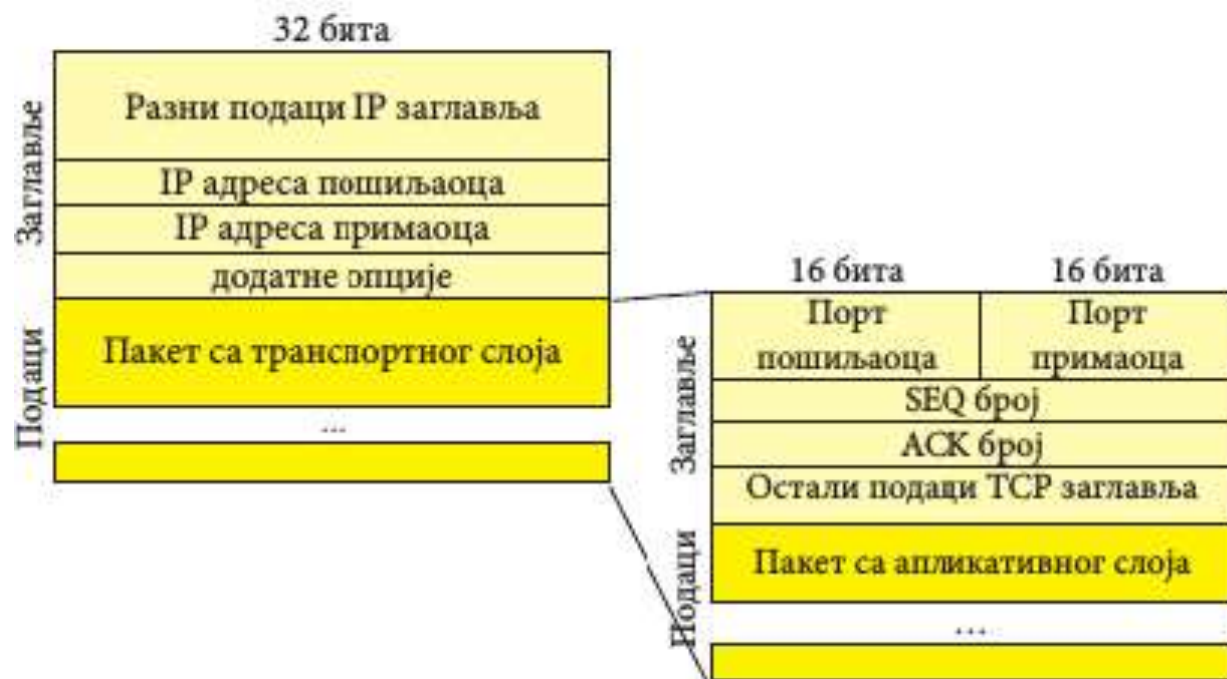 32 бита
Заглавље
Разни подаци IP заглавља
IP адреса пошиљаоца
IP адреса примаоца
додатне опције
Подаци
Пакет са транспортног слоја
...
16 бита
16 бита
Заглавље
Порт
пошиљаоца
Порт
примаоца
SEQ број
ACK број
Остали подаци TCP заглавља
Подаци
Пакет са апликативног слоја
...